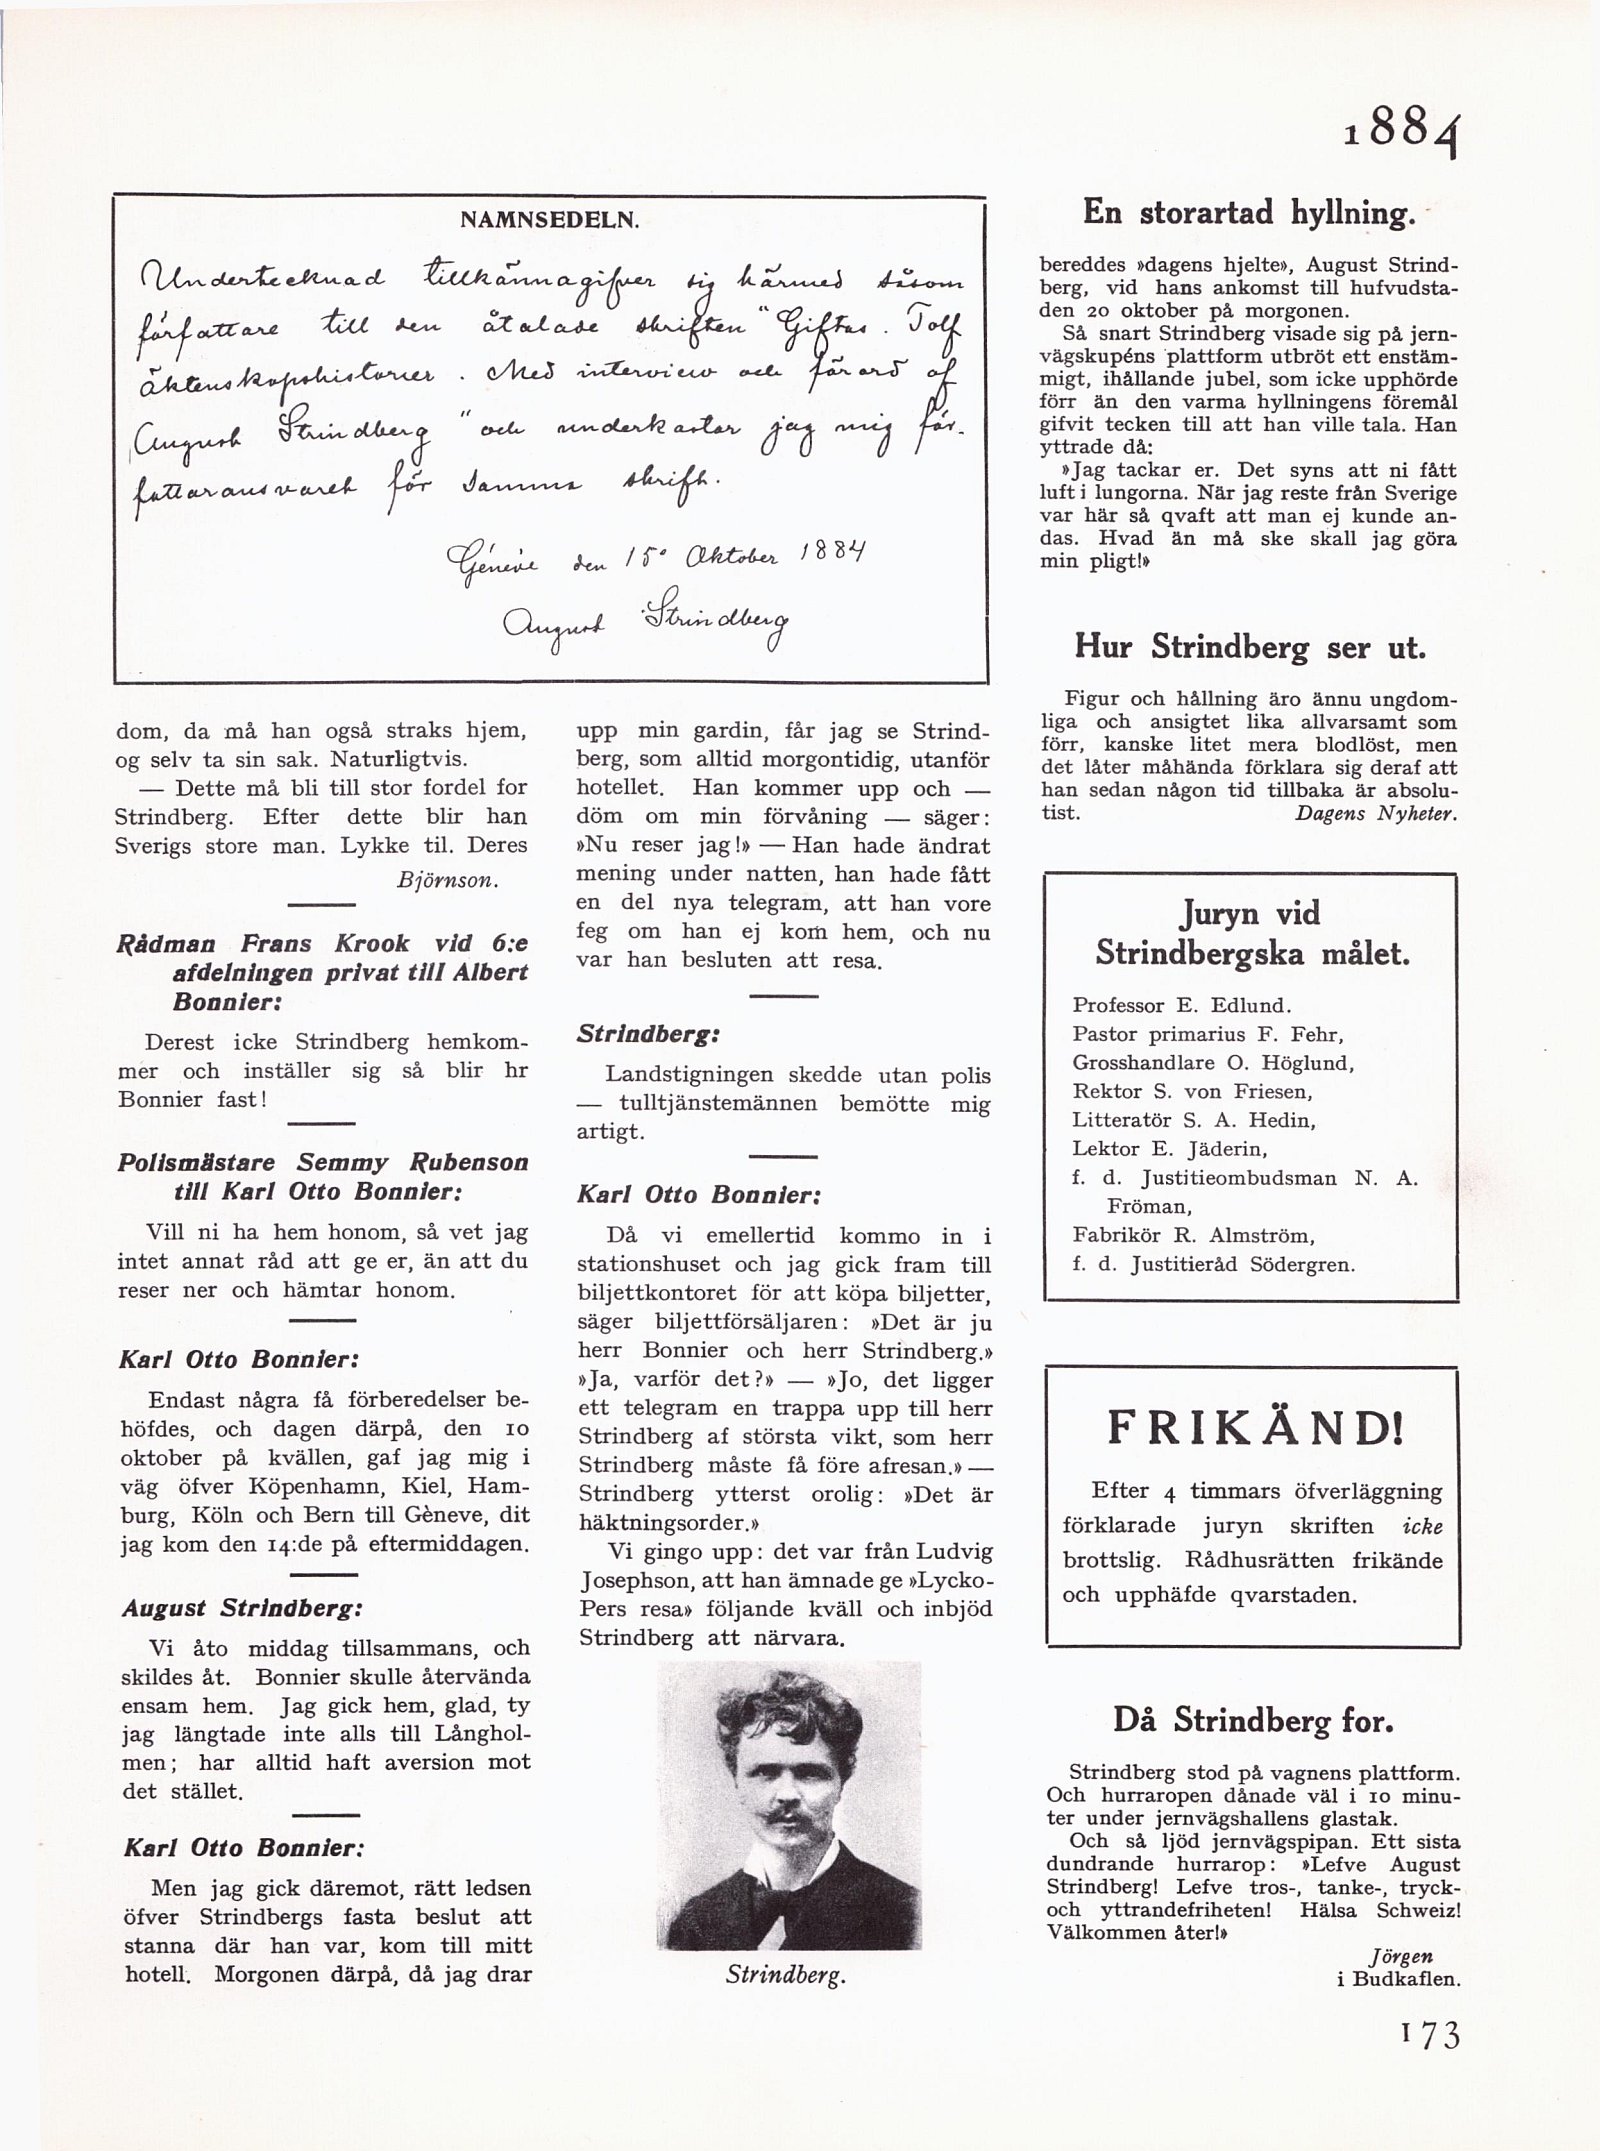 1884
NAMNSEDELN.
Undertecknad tillkännagifver sig härmed såsom
författare till den åtalade skriften "Giftas. Tolf
äktenskapshistorier. Med interview och förord af
August Strindberg" och underkastar jag mig för-
fattaransvaret för samma skrift.
Génève den 15e Oktober 1884
August Strindberg
dom, da må han også straks hjem,
og selv ta sin sak. Naturligtvis.
— Dette må bli till stor fordel for
Strindberg. Efter dette blir han
Sverigs store man. Lykke til. Deres
Björnson.
Rådman Frans Krook vid 6:e
afdelningen privat till Albert
Bonnier:
Derest icke Strindberg hemkom-
mer och inställer sig så blir hr
Bonnier fast!
Polismästare Semmy Rubenson
till Karl Otto Bonnier:
Vill ni ha hem honom, så vet jag
intet annat råd att ge er, än att du
reser ner och hämtar honom.
Karl Otto Bonnier:
Endast några få förberedelser be-
höfdes, och dagen därpå, den 10
oktober på kvällen, gaf jag mig i
väg öfver Köpenhamn, Kiel, Ham-
burg, Köln och Bern till Gèneve, dit
jag kom den 14:de på eftermiddagen.
August Strindberg:
Vi åto middag tillsammans, och
skildes åt. Bonnier skulle återvända
ensam hem. Jag gick hem, glad, ty
jag längtade inte alls till Långhol-
men; har alltid haft aversion mot
det stället.
Karl Otto Bonnier:
Men jag gick däremot, rätt ledsen
öfver Strindbergs fasta beslut att
stanna där han var, kom till mitt
hotell. Morgonen därpå, då jag drar
upp min gardin, får jag se Strind-
berg, som alltid morgontidig, utanför
hotellet. Han kommer upp och —
döm om min förvåning — säger:
»Nu reser jag!» — Han hade ändrat
mening under natten, han hade fått
en del nya telegram, att han vore
feg om han ej kom hem, och nu
var han besluten att resa.
Strindberg:
Landstigningen skedde utan polis
— tulltjänstemännen bemötte mig
artigt.
Karl Otto Bonnier:
Då vi emellertid kommo in i
stationshuset och jag gick fram till
biljettkontoret för att köpa biljetter,
säger biljettförsäljaren: »Det är ju
herr Bonnier och herr Strindberg.»
»Ja, varför det?» — »Jo, det ligger
ett telegram en trappa upp till herr
Strindberg af största vikt, som herr
Strindberg måste få före afresan.» —
Strindberg ytterst orolig: »Det är
häktningsorder.»
Vi gingo upp: det var från Ludvig
Josephson, att han ämnade ge »Lycko-
Pers resa» följande kväll och inbjöd
Strindberg att närvara.
Strindberg.
En storartad hyllning.
bereddes »dagens hjelte», August Strind-
berg, vid hans ankomst till hufvudsta-
den 20 oktober på morgonen.
Så snart Strindberg visade sig på jern-
vägskupéns plattform utbröt ett enstäm-
migt, ihållande jubel, som icke upphörde
förr än den varma hyllningens föremål
gifvit tecken till att han ville tala. Han
yttrade då:
»Jag tackar er. Det syns att ni fått
luft i lungorna. När jag reste från Sverige
var här så qvaft att man ej kunde an-
das. Hvad än må ske skall jag göra
min pligt!»
Hur Strindberg ser ut.
Figur och hållning äro ännu ungdom-
liga och ansigtet lika allvarsamt som
förr, kanske litet mera blodlöst, men
det låter måhända förklara sig deraf att
han sedan någon tid tillbaka är absolu-
tist. Dagens Nyheter.
Juryn vid
Strindbergska målet.
Professor E. Edlund.
Pastor primarius F. Fehr,
Grosshandlare O. Höglund,
Rektor S. von Friesen,
Litteratör S. A. Hedin,
Lektor E. Jäderin,
f. d. Justitieombudsman N. A.
Fröman,
Fabrikör R. Almström,
f. d. Justitieråd Södergren.
FRIKÄND!
Efter 4 timmars öfverläggning
förklarade juryn skriften icke
brottslig. Rådhusrätten frikände
och upphäfde qvarstaden.
Då Strindberg for.
Strindberg stod på vagnens plattform.
Och hurraropen dånade väl i 10 minu-
ter under jernvägshallens glastak.
Och så ljöd jernvägspipan. Ett sista
dundrande hurrarop: »Lefve August
Strindberg! Lefve tros-, tanke-, tryck-
och yttrandefriheten! Hälsa Schweiz!
Välkommen åter!»
Jörgen
i Budkaflen.
173